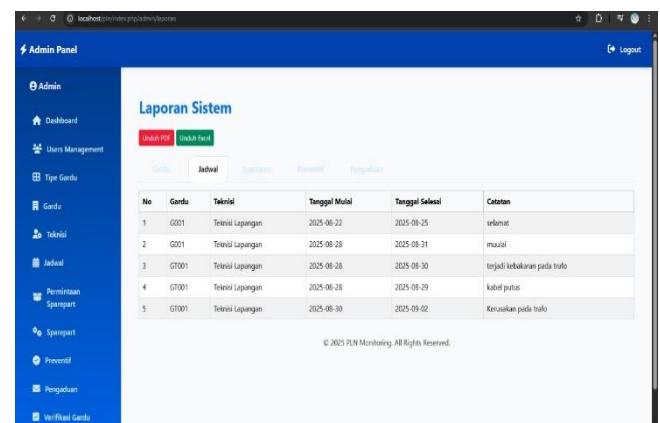 localhost/pln/index.php/admin/laporan
Admin Panel
Logout
Admin
Dashboard
Users Management
Tipe Gardu
Gardu
Teknisi
Jadwal
Permintaan
Sparepart
Sparepart
Preventif
Pengaduan
Verifikasi Gardu
Laporan Sistem
Unduh PDF Unduh Excel
Gardu Jadwal Sparepart Preventif Pengaduan
No Gardu Teknisi Tanggal Mulai Tanggal Selesai Catatan
1 G001 Teknisi Lapangan 2025-08-22 2025-08-25 selamat
2 G001 Teknisi Lapangan 2025-08-28 2025-08-31 muulai
3 GT001 Teknisi Lapangan 2025-08-28 2025-08-30 terjadi kebakaran pada trafo
4 GT001 Teknisi Lapangan 2025-08-28 2025-08-29 kabel putus
5 GT001 Teknisi Lapangan 2025-08-30 2025-09-02 Kerusakan pada trafo
© 2025 PLN Monitoring. All Rights Reserved.